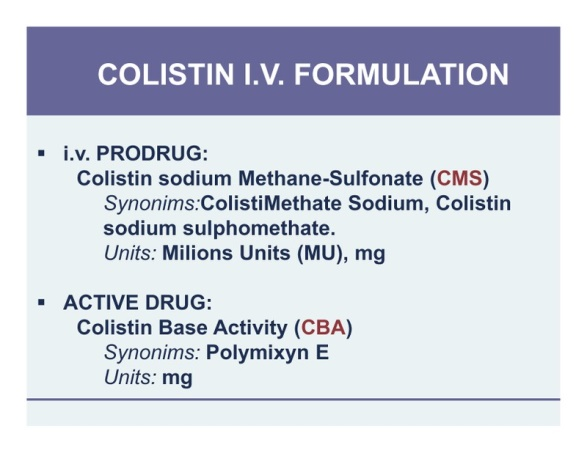 COLISTIN I.V. FORMULATION
▪ i.v. PRODRUG:
Colistin sodium Methane-Sulfonate (CMS)
Synonims:ColistiMethate Sodium, Colistin
sodium sulphomethate.
Units: Milions Units (MU), mg
▪ ACTIVE DRUG:
Colistin Base Activity (CBA)
Synonims: Polymixyn E
Units: mg